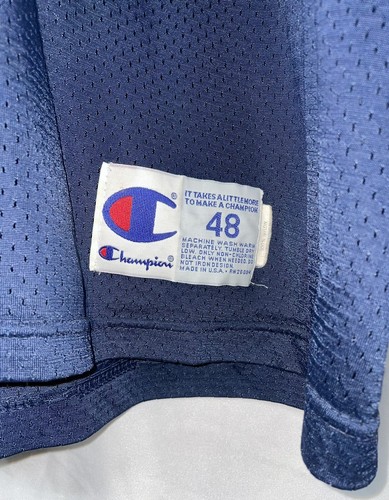 IT TAKES A LITTLE MORE
TO MAKE A CHAMPION
48
MACHINE WASH WARM
SEPARATELY. TUMBLE DRY
LOW. ONLY NON-CHLORINE
BLEACH WHEN NEEDED. DO
NOT IRON DESIGN.
MADE IN U.S.A. • RN26094
Champion